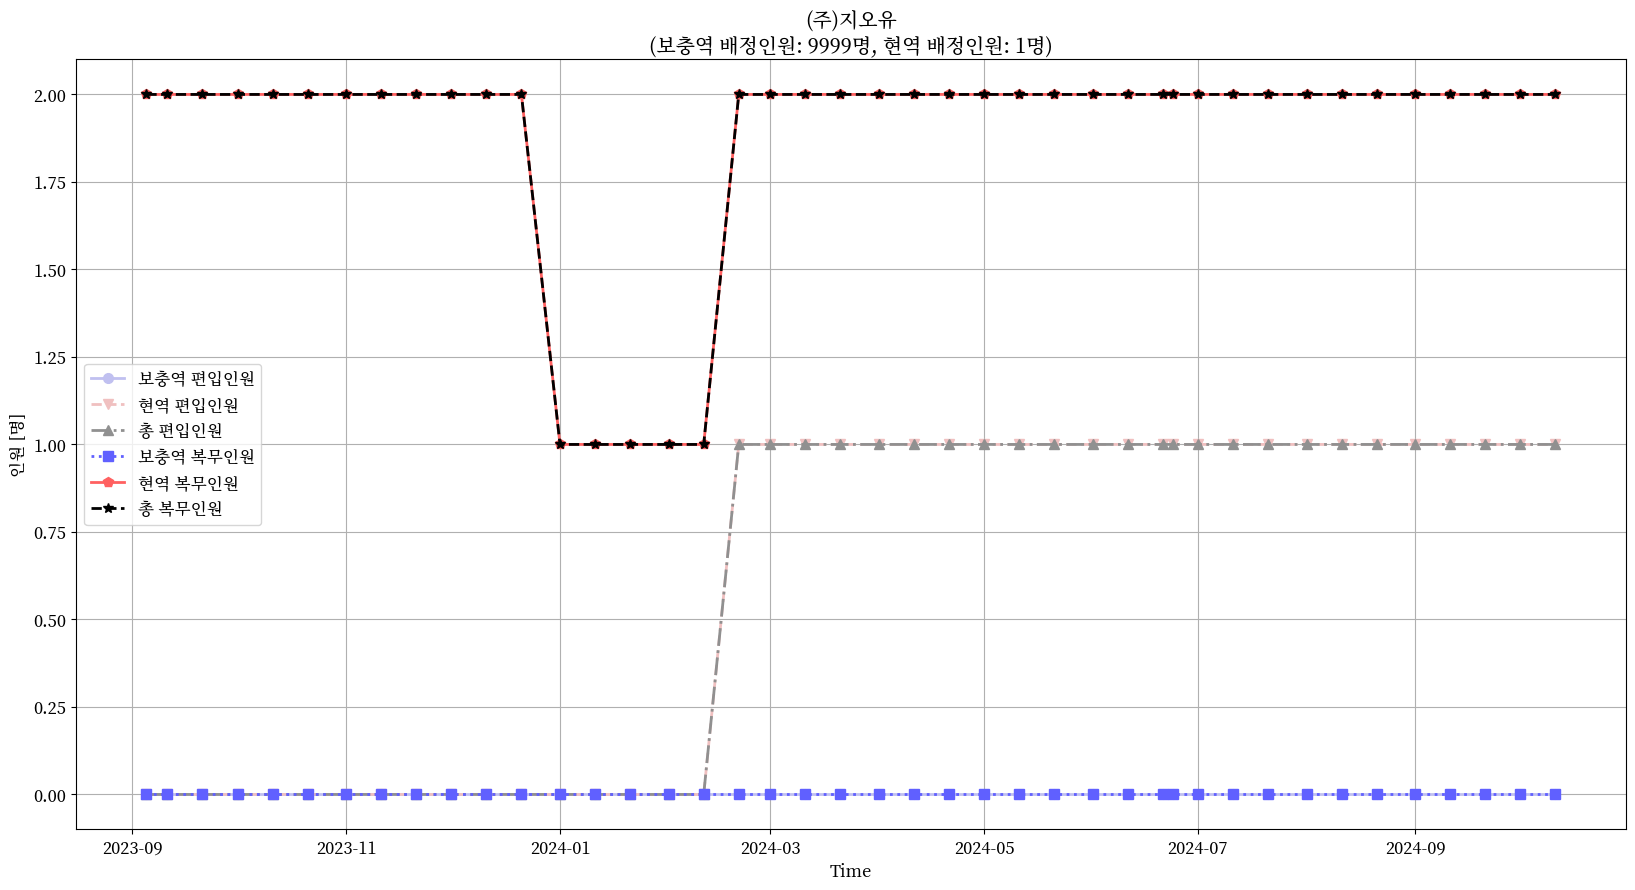 (주)지오유
(보충역 배정인원: 9999명, 현역 배정인원: 1명)
2.00
1.75
1.50
1.25
1.00
0.75
0.50
0.25
0.00
인원 [명]
보충역 편입인원
현역 편입인원
총 편입인원
보충역 복무인원
현역 복무인원
총 복무인원
2023-09
2023-11
2024-01
2024-03
2024-05
2024-07
2024-09
Time